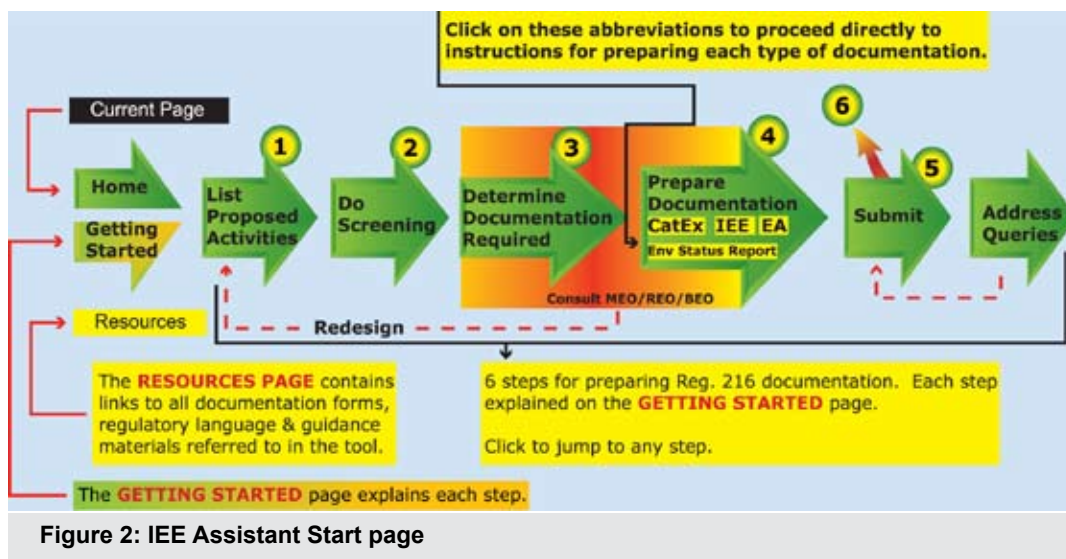 Click on these abbreviations to proceed directly to
instructions for preparing each type of documentation.
Current Page
Home
Getting
Started
Resources
1
List
Proposed
Activities
2
Do
Screening
3
Determine
Documentation
Required
4
Prepare
Documentation
CatEx IEE EA
Env Status Report
Consult MEO/REO/BEO
6
5
Submit
Address
Queries
Redesign
The RESOURCES PAGE contains
links to all documentation forms,
regulatory language & guidance
materials referred to in the tool.
6 steps for preparing Reg. 216 documentation. Each step
explained on the GETTING STARTED page.
Click to jump to any step.
The GETTING STARTED page explains each step.
Figure 2: IEE Assistant Start page